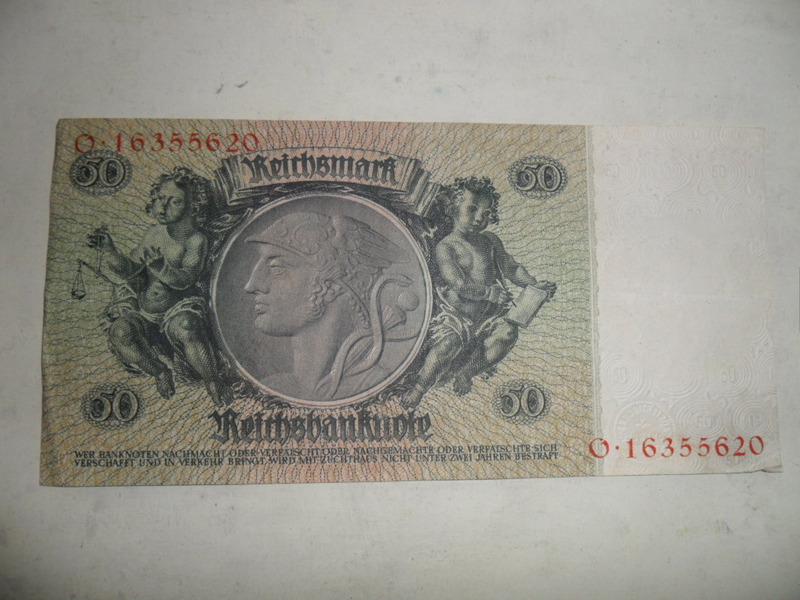 O·16355620
50 Reichsmark 50
50 50
Reichsbanknote
WER BANKNOTEN NACHMACHT ODER VERFÄLSCHT ODER NACHGEMACHTE ODER VERFÄLSCHTE SICH
VERSCHAFFT UND IN VERKEHR BRINGT, WIRD MIT ZUCHTHAUS NICHT UNTER ZWEI JAHREN BESTRAFT
O·16355620